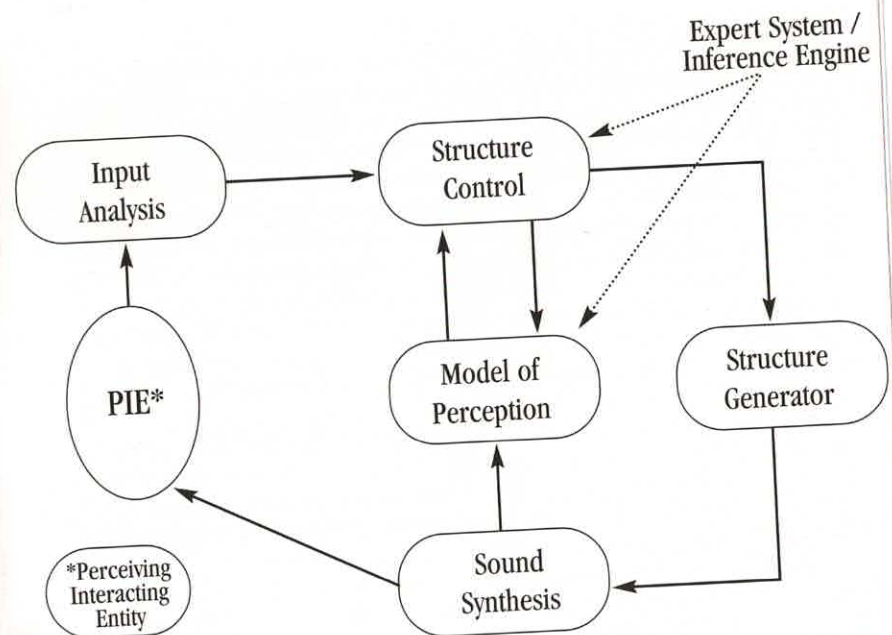 Expert System /
Inference Engine
Input
Analysis
Structure
Control
PIE*
Model of
Perception
Structure
Generator
*Perceiving
Interacting
Entity
Sound
Synthesis